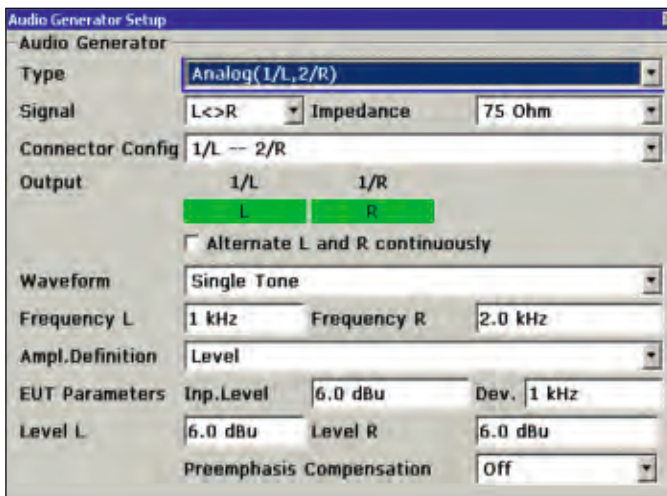 Audio Generator Setup
Audio Generator
Type Analog(1/L,2/R)
Signal L<>R Impedance 75 Ohm
Connector Config 1/L -- 2/R
Output 1/L 1/R
L R
Alternate L and R continuously
Waveform Single Tone
Frequency L 1 kHz Frequency R 2.0 kHz
Ampl.Definition Level
EUT Parameters Inp.Level 6.0 dBu Dev. 1 kHz
Level L 6.0 dBu Level R 6.0 dBu
Preemphasis Compensation Off